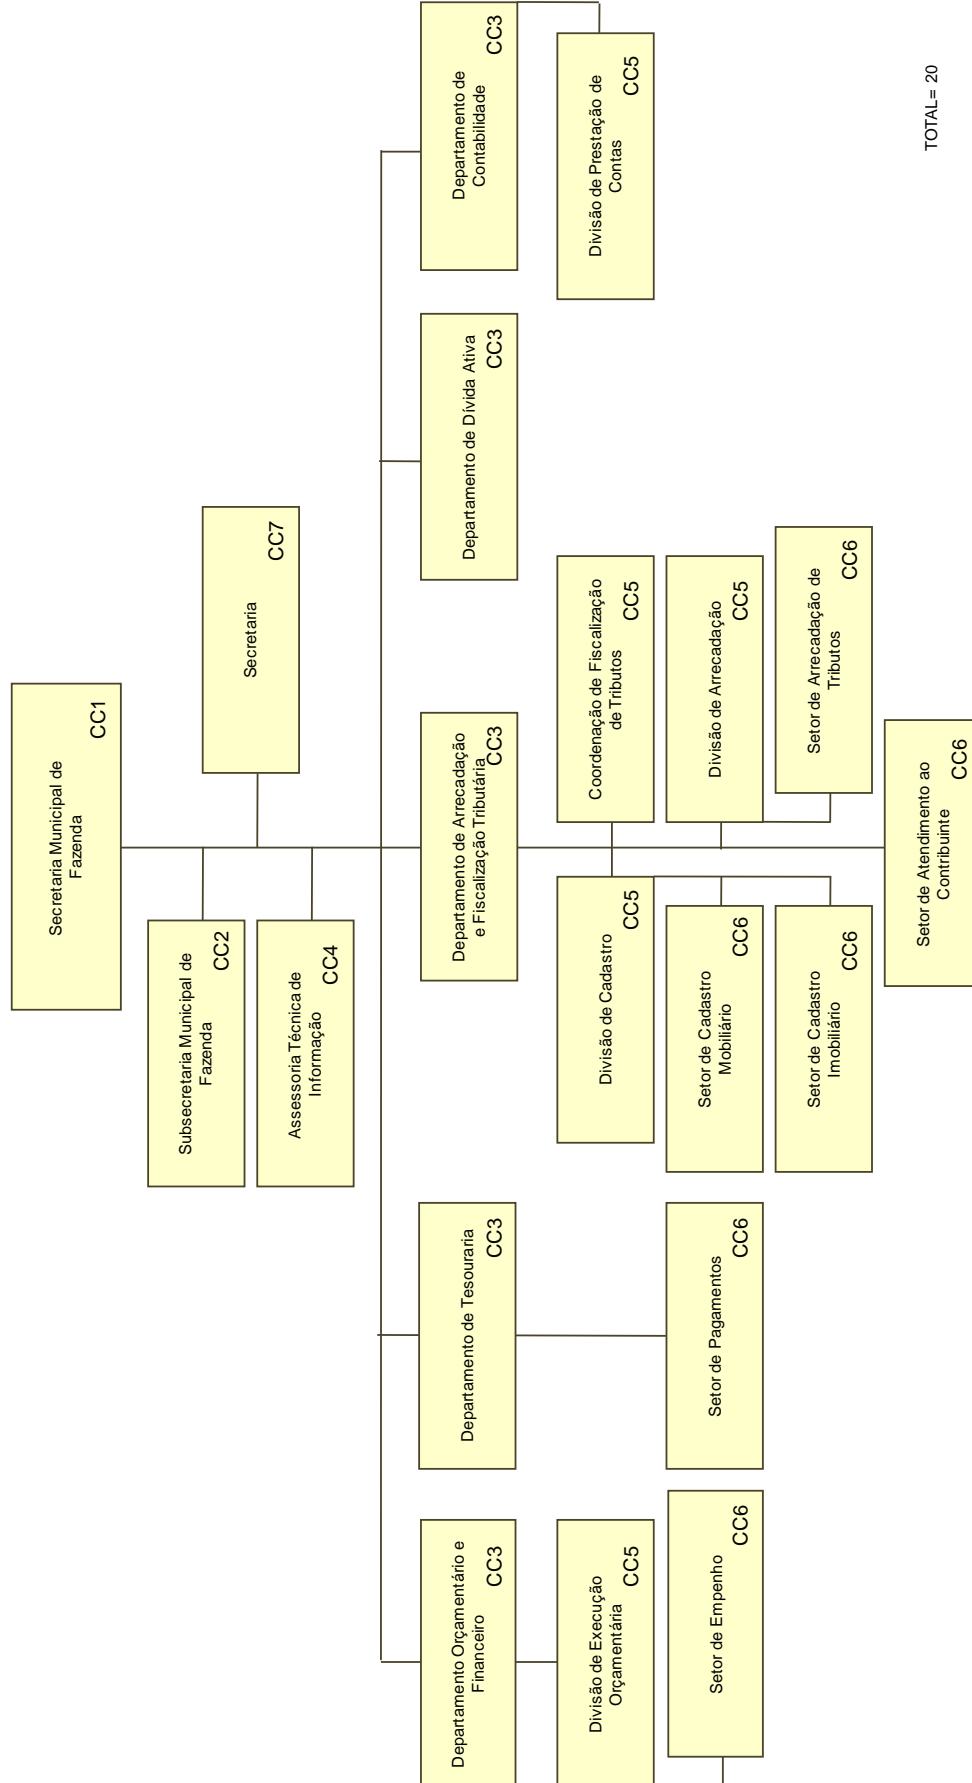 Secretaria Municipal de
Fazenda
CC1
Subsecretaria Municipal de
Fazenda
CC2
Secretaria
CC7
Assessoria Técnica de
Informação
CC4
Departamento Orçamentário e
Financeiro
CC3
Departamento de Tesouraria
CC3
Departamento de Arrecadação
e Fiscalização Tributária
CC3
Departamento de Dívida Ativa
CC3
Departamento de
Contabilidade
CC3
Divisão de Execução
Orçamentária
CC5
Divisão de Cadastro
CC5
Coordenação de Fiscalização
de Tributos
CC5
Divisão de Prestação de
Contas
CC5
Setor de Empenho
CC6
Setor de Pagamentos
CC6
Setor de Cadastro
Mobiliário
CC6
Divisão de Arrecadação
CC5
Setor de Cadastro
Imobiliário
CC6
Setor de Arrecadação de
Tributos
CC6
Setor de Atendimento ao
Contribuinte
CC6
TOTAL= 20